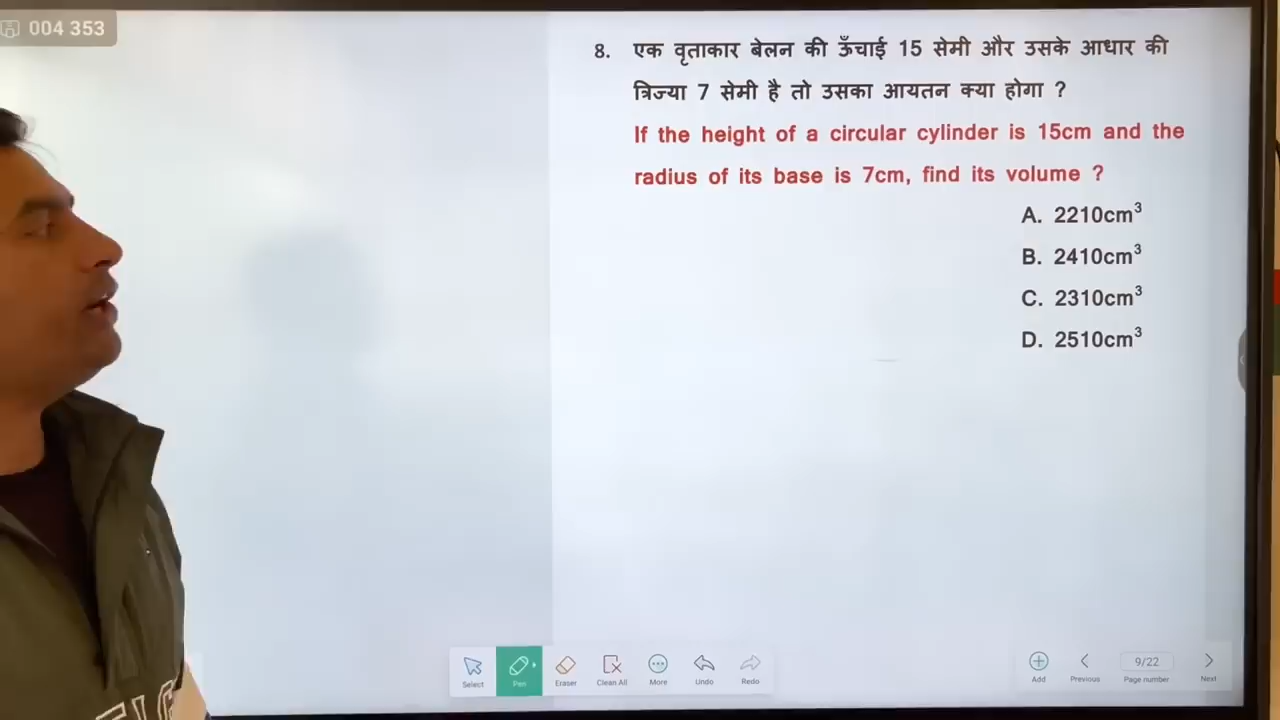 004 353
8. एक वृताकार बेलन की ऊँचाई 15 सेमी और उसके आधार की
त्रिज्या 7 सेमी है तो उसका आयतन क्या होगा ?
If the height of a circular cylinder is 15cm and the
radius of its base is 7cm, find its volume ?
A. 2210cm³
B. 2410cm³
C. 2310cm³
D. 2510cm³
Select Pen Eraser Clean All More Undo Redo
9/22
Add Previous Page number Next